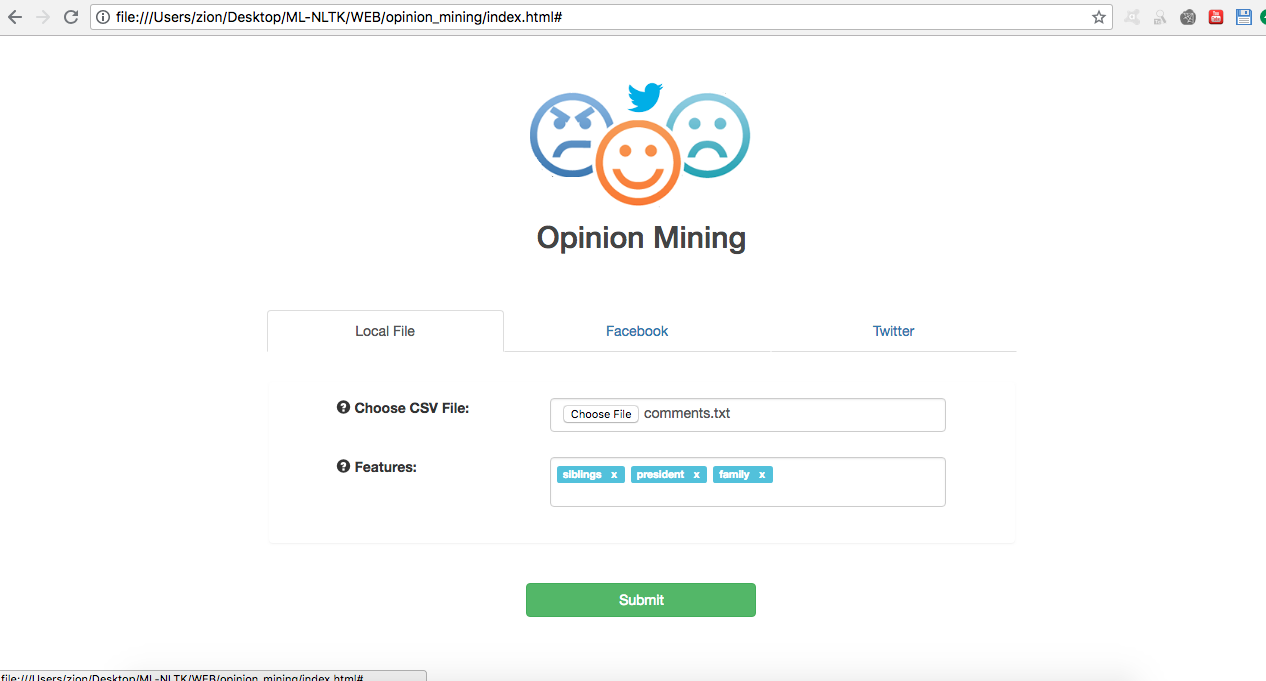 file:///Users/zion/Desktop/ML-NLTK/WEB/opinion_mining/index.html#
Opinion Mining
Local File Facebook Twitter
Choose CSV File: Choose File comments.txt
Features: siblings x president x family x
Submit
file:///Users/zion/Desktop/ML-NLTK/WEB/opinion_mining/index.html#